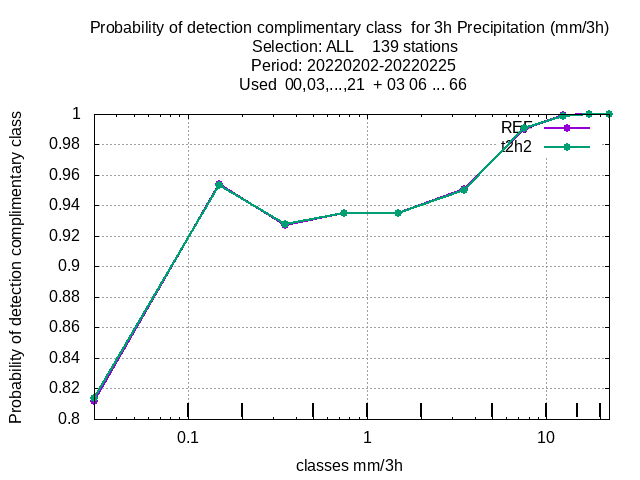 Probability of detection complimentary class  for 3h Precipitation (mm/3h)
Selection: ALL    139 stations
Period: 20220202-20220225
Used  00,03,...,21  + 03 06 ... 66
Probability of detection complimentary class
1
0.98
0.96
0.94
0.92
0.9
0.88
0.86
0.84
0.82
0.8
REF
t2h2
0.1
1
10
classes mm/3h